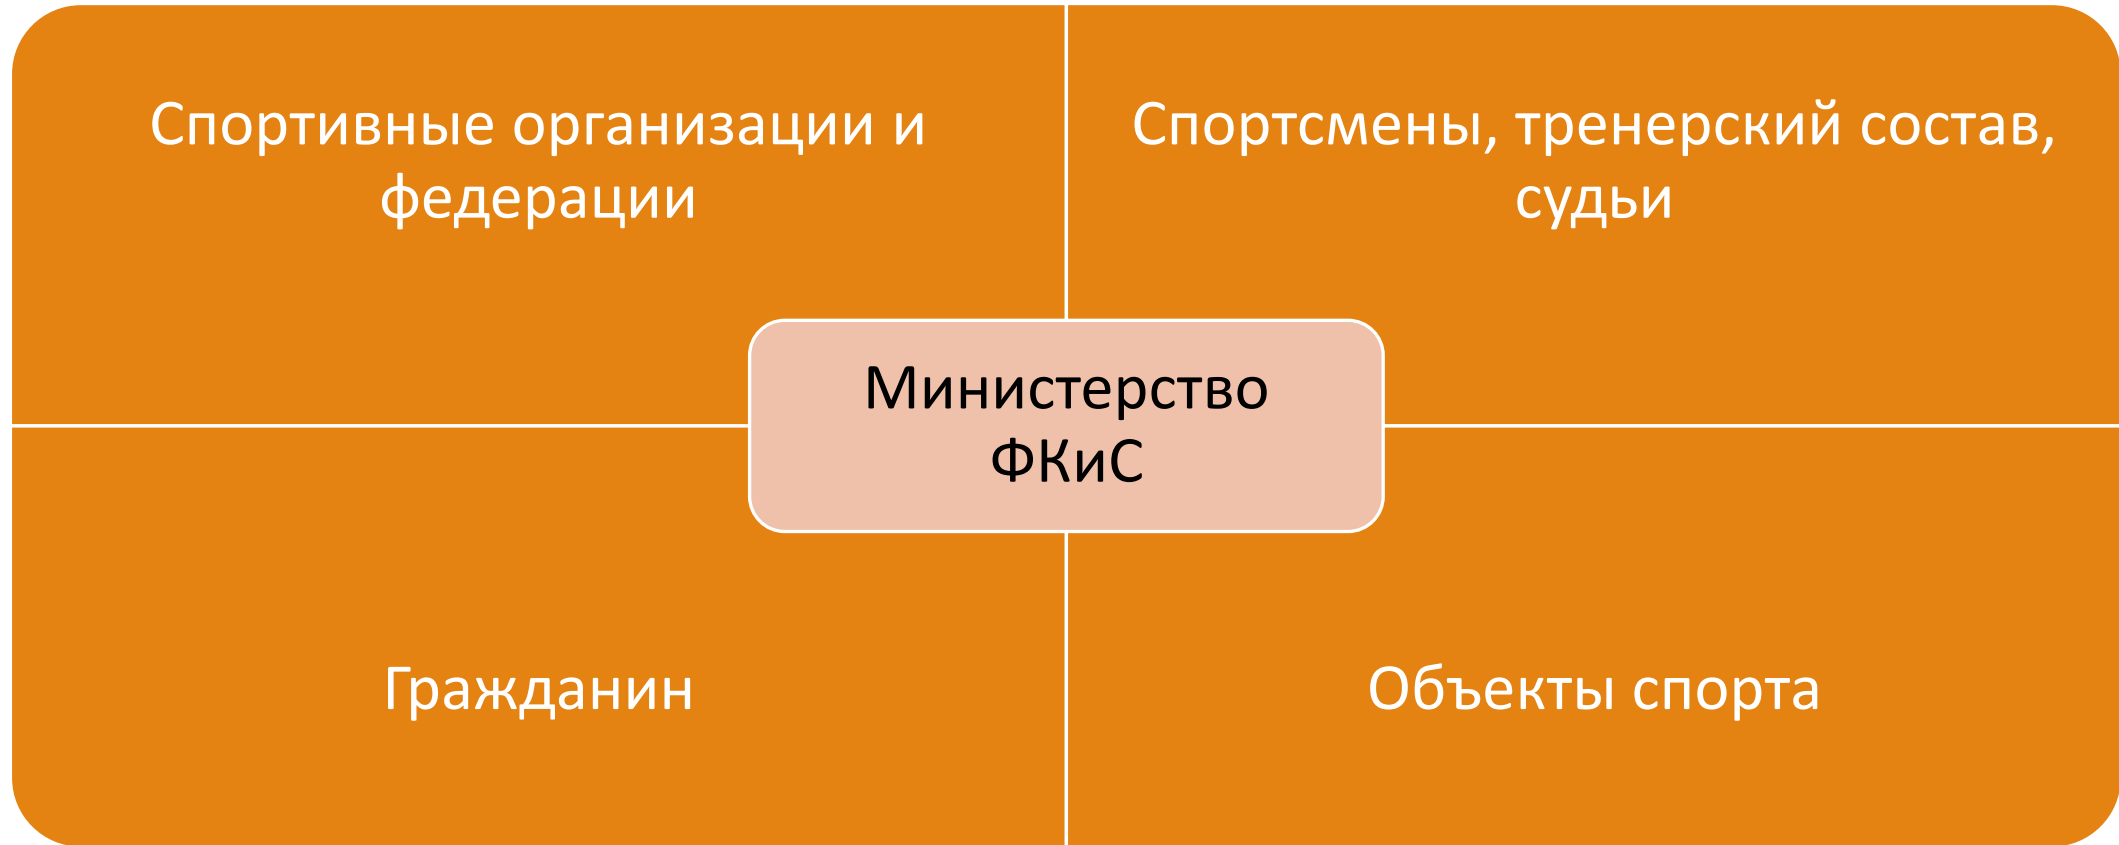 Спортивные организации и
федерации
Спортсмены, тренерский состав,
судьи
Министерство
ФКиС
Гражданин
Объекты спорта